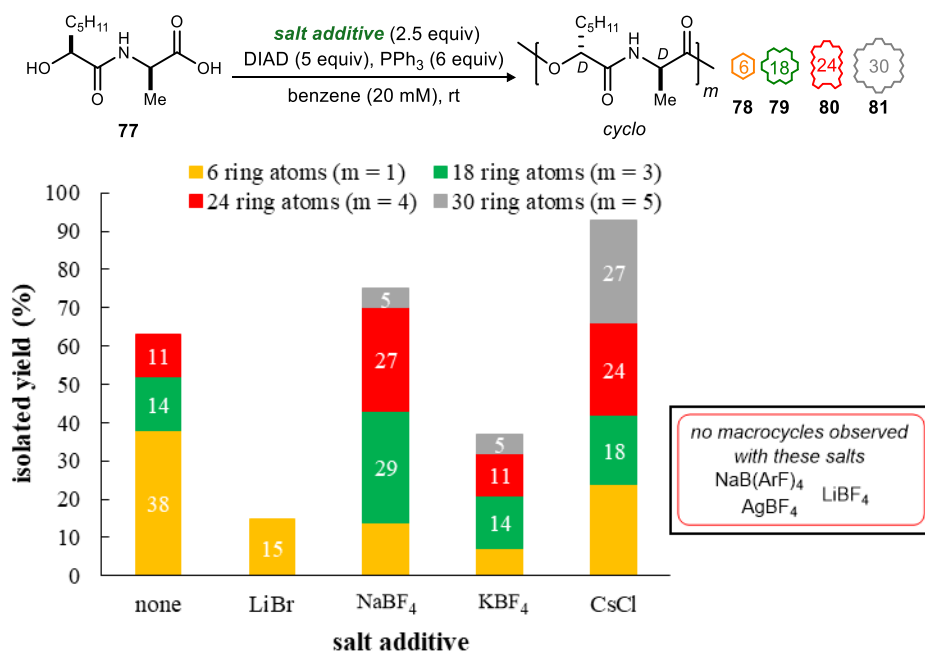 C5H11
O
H
N
HO
OH
O
Me
77
salt additive (2.5 equiv)
DIAD (5 equiv), PPh3 (6 equiv)
benzene (20 mM), rt
C5H11
H
N
O
O
D
D
O
Me
m
cyclo
6
18
24
30
78
79
80
81
6 ring atoms (m = 1)
18 ring atoms (m = 3)
24 ring atoms (m = 4)
30 ring atoms (m = 5)
isolated yield (%)
100
90
80
70
60
50
40
30
20
10
0
11
14
38
15
5
27
29
5
11
14
27
24
18
none
LiBr
NaBF4
KBF4
CsCl
salt additive
no macrocycles observed
with these salts
NaB(ArF)4
LiBF4
AgBF4